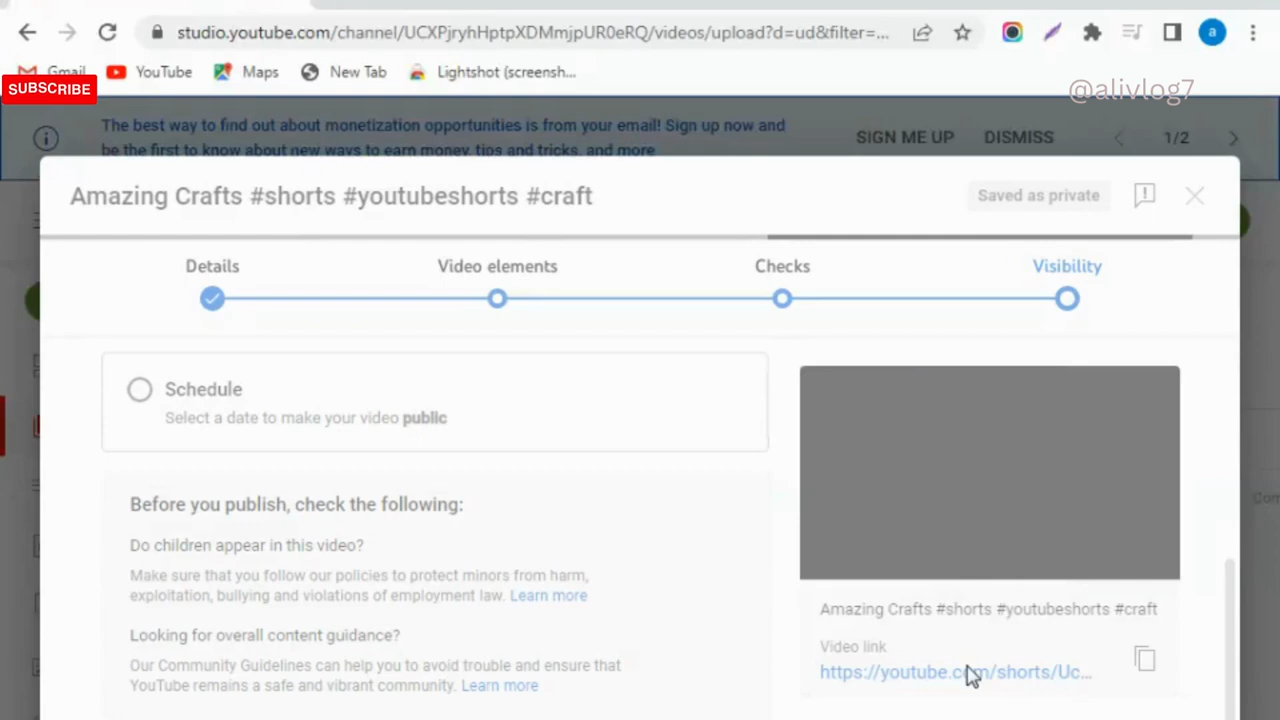 studio.youtube.com/channel/UCXPjryhHptpXDMmjpUR0eRQ/videos/upload?d=ud&filter=...
a
Gmail
YouTube
Maps
New Tab
Lightshot (screensh...
SUBSCRIBE
@alivlog7
The best way to find out about monetization opportunities is from your email! Sign up now and
be the first to know about new ways to earn money, tips and tricks, and more
SIGN ME UP
DISMISS
1/2
Amazing Crafts #shorts #youtubeshorts #craft
Saved as private
Details
Video elements
Checks
Visibility
Schedule
Select a date to make your video public
Before you publish, check the following:
Do children appear in this video?
Make sure that you follow our policies to protect minors from harm,
exploitation, bullying and violations of employment law. Learn more
Looking for overall content guidance?
Our Community Guidelines can help you to avoid trouble and ensure that
YouTube remains a safe and vibrant community. Learn more
Amazing Crafts #shorts #youtubeshorts #craft
Video link
https://youtube.com/shorts/Uc...